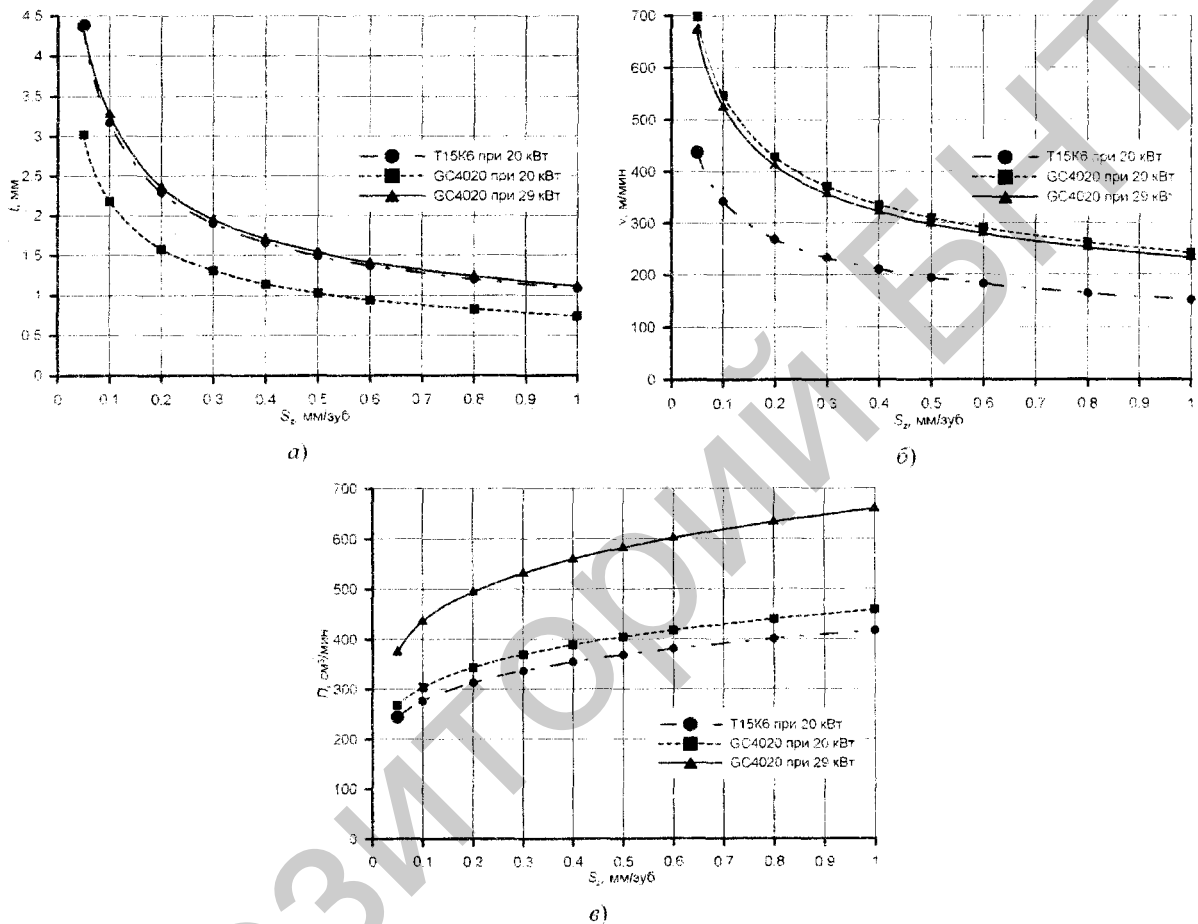 4.5
4
3.5
3
2.5
2
1.5
1
0.5
0
t, мм
0 0.1 0.2 0.3 0.4 0.5 0.6 0.7 0.8 0.9 1
Sz, мм/зуб
Т15К6 при 20 кВт
GC4020 при 20 кВт
GC4020 при 29 кВт
а)
700
600
500
400
300
200
100
0
v, м/мин
0 0.1 0.2 0.3 0.4 0.5 0.6 0.7 0.8 0.9 1
Sz, мм/зуб
Т15К6 при 20 кВт
GC4020 при 20 кВт
GC4020 при 29 кВт
б)
700
600
500
400
300
200
100
0
П, см³/мин
0 0.1 0.2 0.3 0.4 0.5 0.6 0.7 0.8 0.9 1
Sz, мм/зуб
Т15К6 при 20 кВт
GC4020 при 20 кВт
GC4020 при 29 кВт
в)
зиторий БНТ